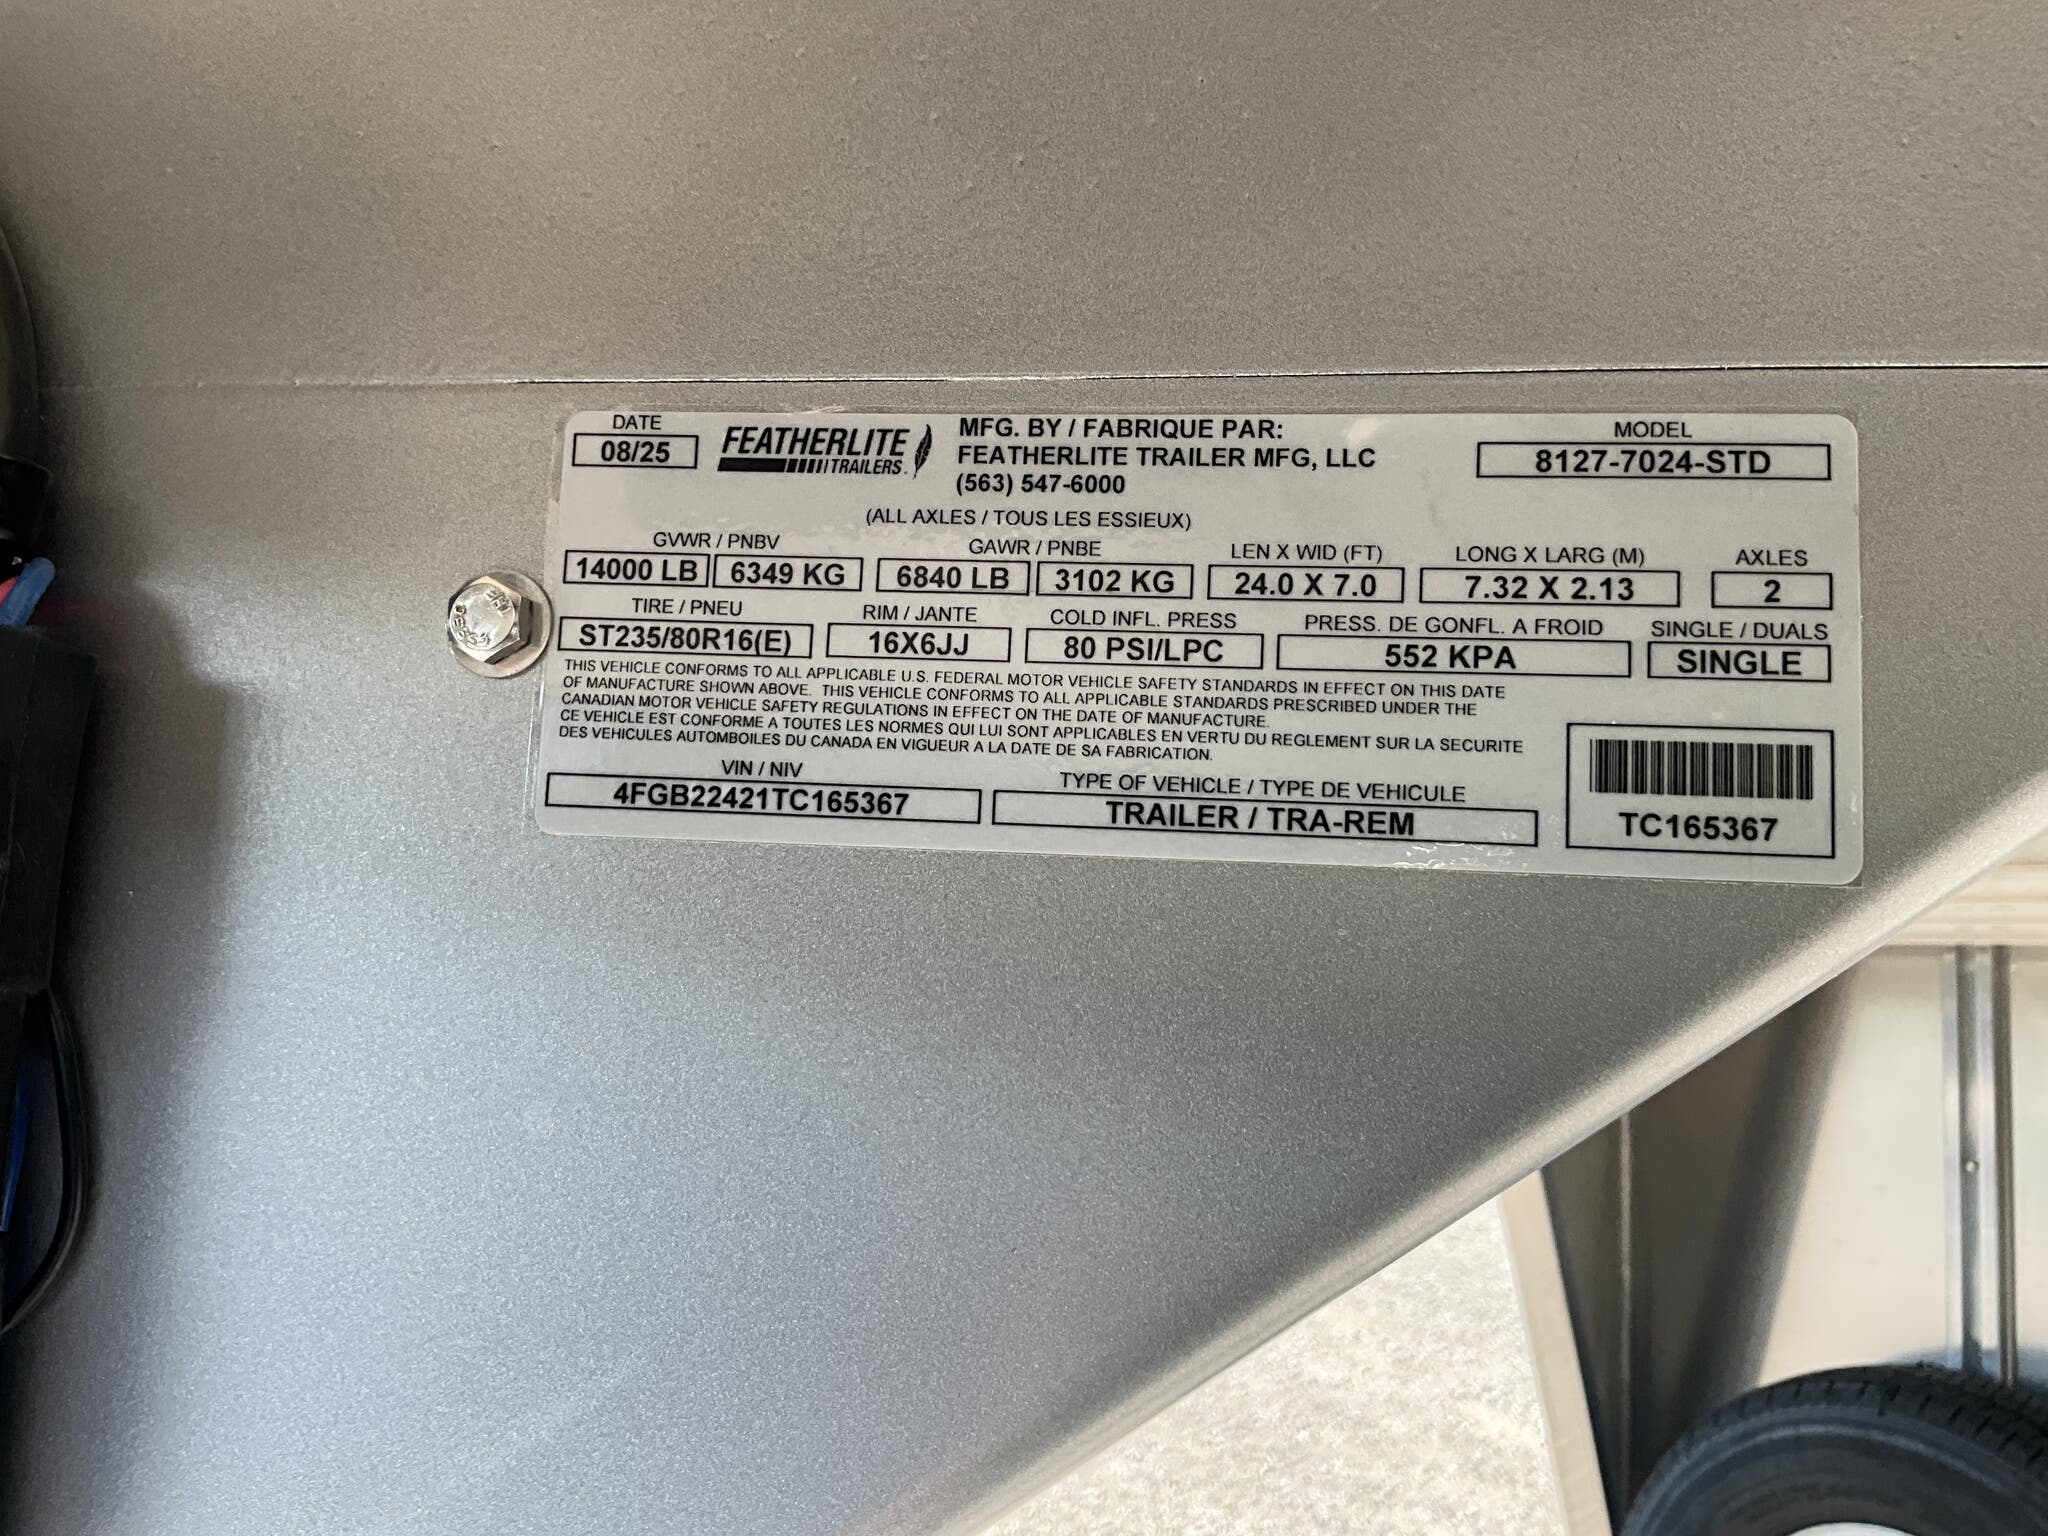 DATE
08/25
FEATHERLITE
TRAILERS.
MFG. BY / FABRIQUE PAR:
FEATHERLITE TRAILER MFG, LLC
(563) 547-6000
MODEL
8127-7024-STD
(ALL AXLES / TOUS LES ESSIEUX)
GVWR / PNBV
14000 LB 6349 KG
GAWR / PNBE
6840 LB 3102 KG
LEN X WID (FT)
24.0 X 7.0
LONG X LARG (M)
7.32 X 2.13
AXLES
2
TIRE / PNEU
ST235/80R16(E)
RIM / JANTE
16X6JJ
COLD INFL. PRESS
80 PSI/LPC
PRESS. DE GONFL. A FROID
552 KPA
SINGLE / DUALS
SINGLE
THIS VEHICLE CONFORMS TO ALL APPLICABLE U.S. FEDERAL MOTOR VEHICLE SAFETY STANDARDS IN EFFECT ON THIS DATE
OF MANUFACTURE SHOWN ABOVE. THIS VEHICLE CONFORMS TO ALL APPLICABLE STANDARDS PRESCRIBED UNDER THE
CANADIAN MOTOR VEHICLE SAFETY REGULATIONS IN EFFECT ON THE DATE OF MANUFACTURE.
CE VEHICLE EST CONFORME A TOUTES LES NORMES QUI LUI SONT APPLICABLES EN VERTU DU REGLEMENT SUR LA SECURITE
DES VEHICULES AUTOMBOILES DU CANADA EN VIGUEUR A LA DATE DE SA FABRICATION.
VIN / NIV
4FGB22421TC165367
TYPE OF VEHICLE / TYPE DE VEHICULE
TRAILER / TRA-REM
TC165367